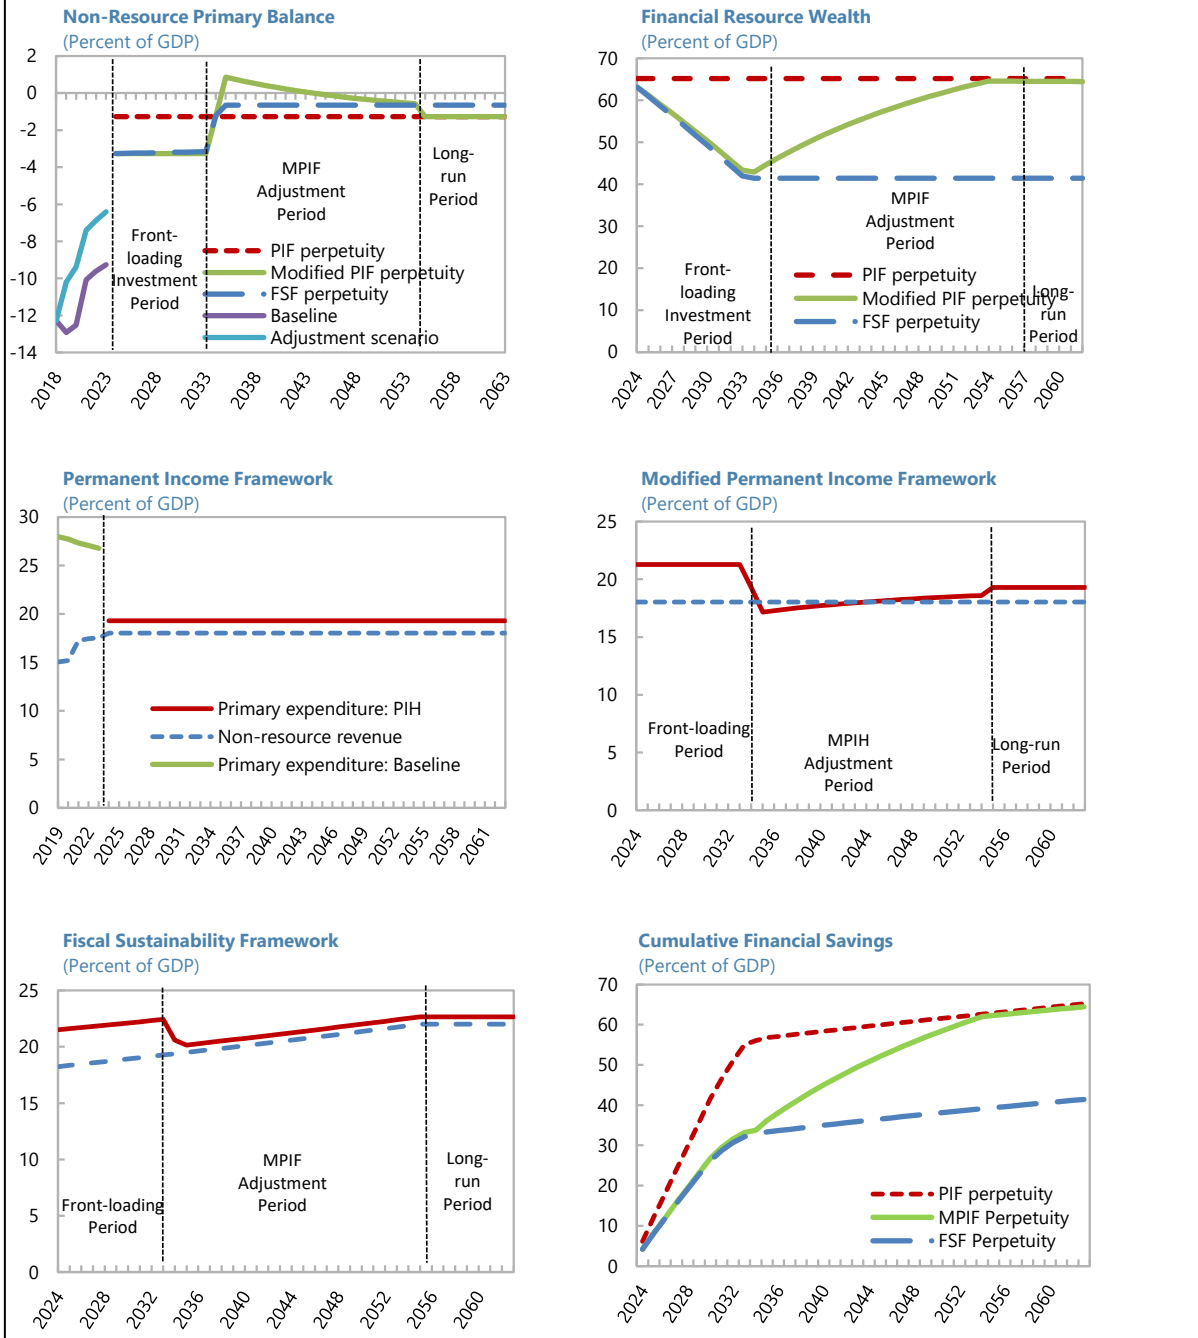 Non-Resource Primary Balance
(Percent of GDP)
2
0
-2
-4
-6
-8
-10
-12
-14
Front-
loading
Investment
Period
MPIF
Adjustment
Period
Long-
run
Period
PIF perpetuity
Modified PIF perpetuity
FSF perpetuity
Baseline
Adjustment scenario
2018
2023
2028
2033
2038
2043
2048
2053
2058
2063
Financial Resource Wealth
(Percent of GDP)
70
60
50
40
30
20
10
0
Front-
loading
Investment
Period
MPIF
Adjustment
Period
Long-
run
Period
PIF perpetuity
Modified PIF perpetuity
FSF perpetuity
2024
2027
2030
2033
2036
2039
2042
2045
2048
2051
2054
2057
2060
Permanent Income Framework
(Percent of GDP)
30
25
20
15
10
5
0
Primary expenditure: PIH
Non-resource revenue
Primary expenditure: Baseline
2019
2022
2025
2028
2031
2034
2037
2040
2043
2046
2049
2052
2055
2058
2061
Modified Permanent Income Framework
(Percent of GDP)
25
20
15
10
5
0
Front-loading
Period
MPIH
Adjustment
Period
Long-run
Period
2024
2028
2032
2036
2040
2044
2048
2052
2056
2060
Fiscal Sustainability Framework
(Percent of GDP)
25
20
15
10
5
0
Front-loading
Period
MPIF
Adjustment
Period
Long-
run
Period
2024
2028
2032
2036
2040
2044
2048
2052
2056
2060
Cumulative Financial Savings
(Percent of GDP)
70
60
50
40
30
20
10
0
PIF perpetuity
MPIF Perpetuity
FSF Perpetuity
2024
2028
2032
2036
2040
2044
2048
2052
2056
2060